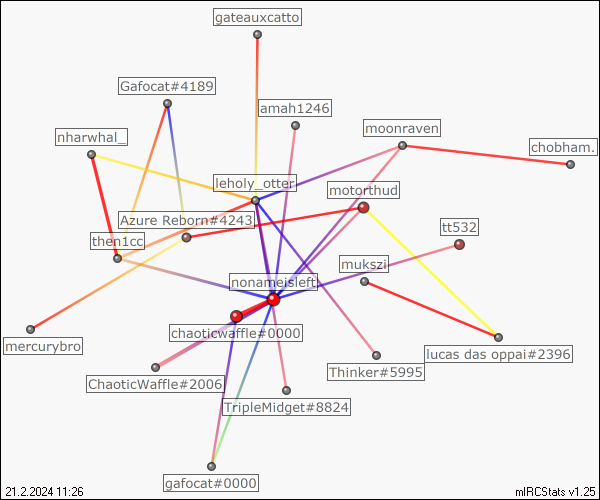 gateauxcatto
Gafocat#4189
amah1246
nharwhal_
moonraven
chobham.
leholy_otter
motorthud
Azure Reborn#4243
tt532
then1cc
mukszi
nonameisleft
chaoticwaffle#0000
mercurybro
lucas das oppai#2396
Thinker#5995
ChaoticWaffle#2006
TripleMidget#8824
gafocat#0000
21.2.2024 11:26
mIRCStats v1.25